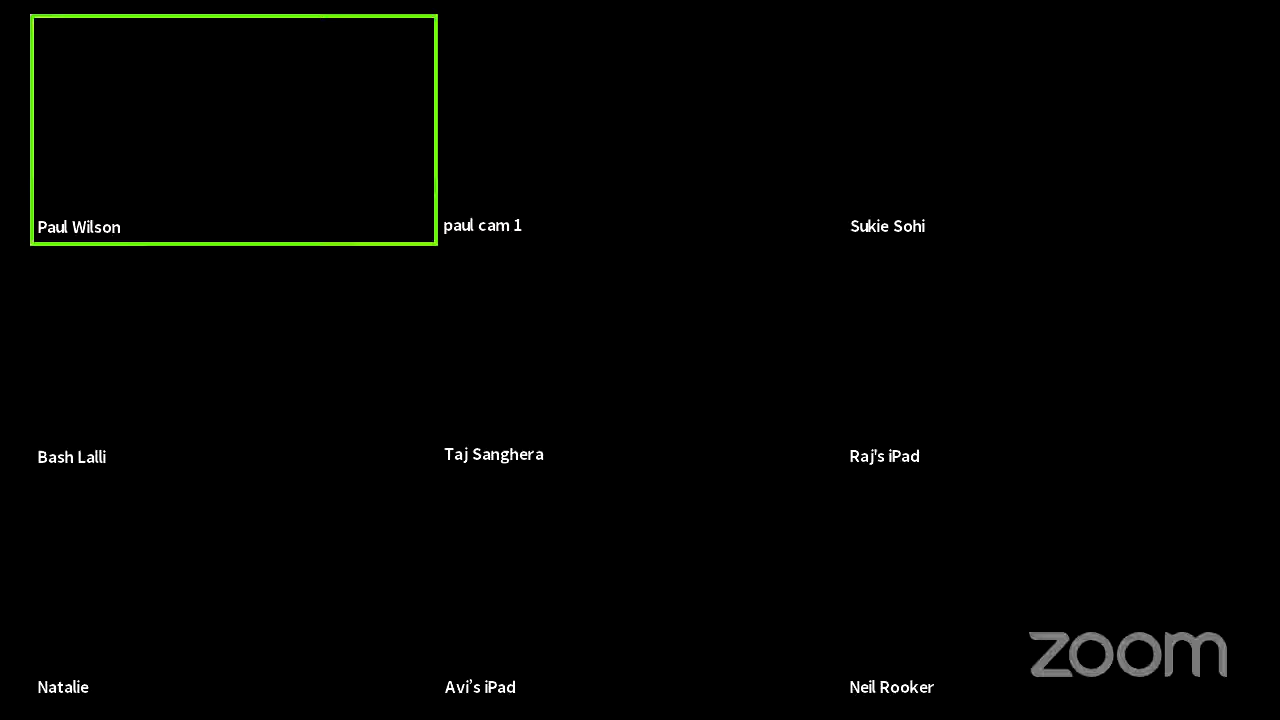 Paul Wilson
paul cam 1
Sukie Sohi
Bash Lalli
Taj Sanghera
Raj's iPad
Natalie
Avi’s iPad
Neil Rooker
zoom